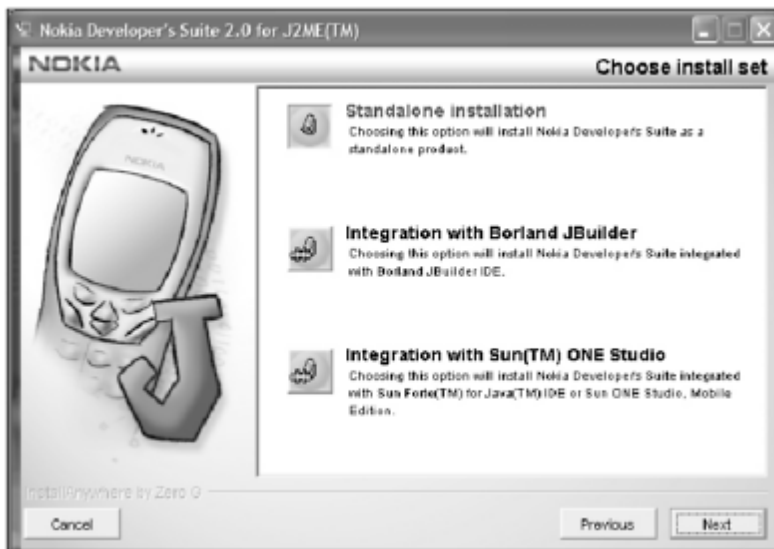 Nokia Developer's Suite 2.0 for J2ME(TM)
NOKIA
Choose install set
NOKIA
Standalone installation
Choosing this option will install Nokia Developer's Suite as a
standalone product.
Integration with Borland JBuilder
Choosing this option will install Nokia Developer's Suite integrated
with Borland JBuilder IDE.
Integration with Sun(TM) ONE Studio
Choosing this option will install Nokia Developer's Suite integrated
with Sun Forte(TM) for Java(TM) IDE or Sun ONE Studio, Mobile
Edition.
InstallAnywhere by Zero G
Cancel
Previous
Next